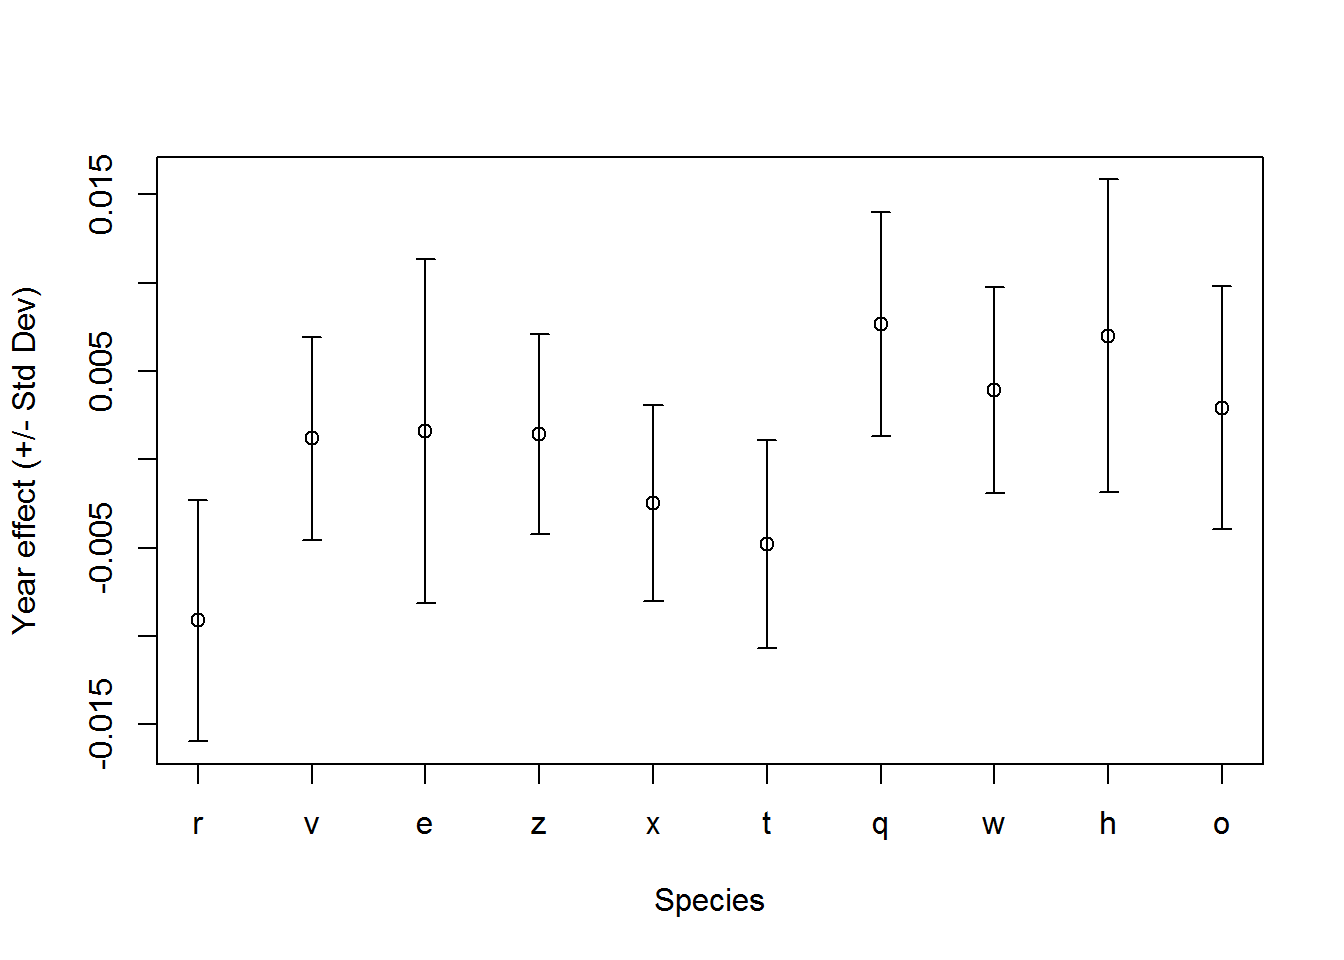 Year effect (+/- Std Dev)
0.015
0.005
-0.005
-0.015
r v e z x t q w h o
Species